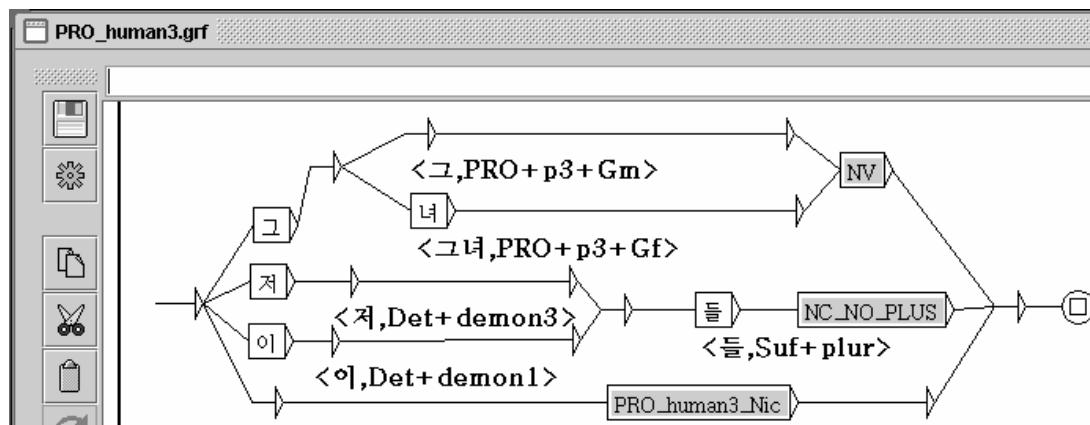 PRO_human3.grf
<그,PRO+p3+Gm>
NV
녀
그
<그녀,PRO+p3+Gf>
저
<저,Det+demon3>
들
NC_NO_PLUS
이
<들,Suf+plur>
<이,Det+demon1>
PRO_human3_Nic